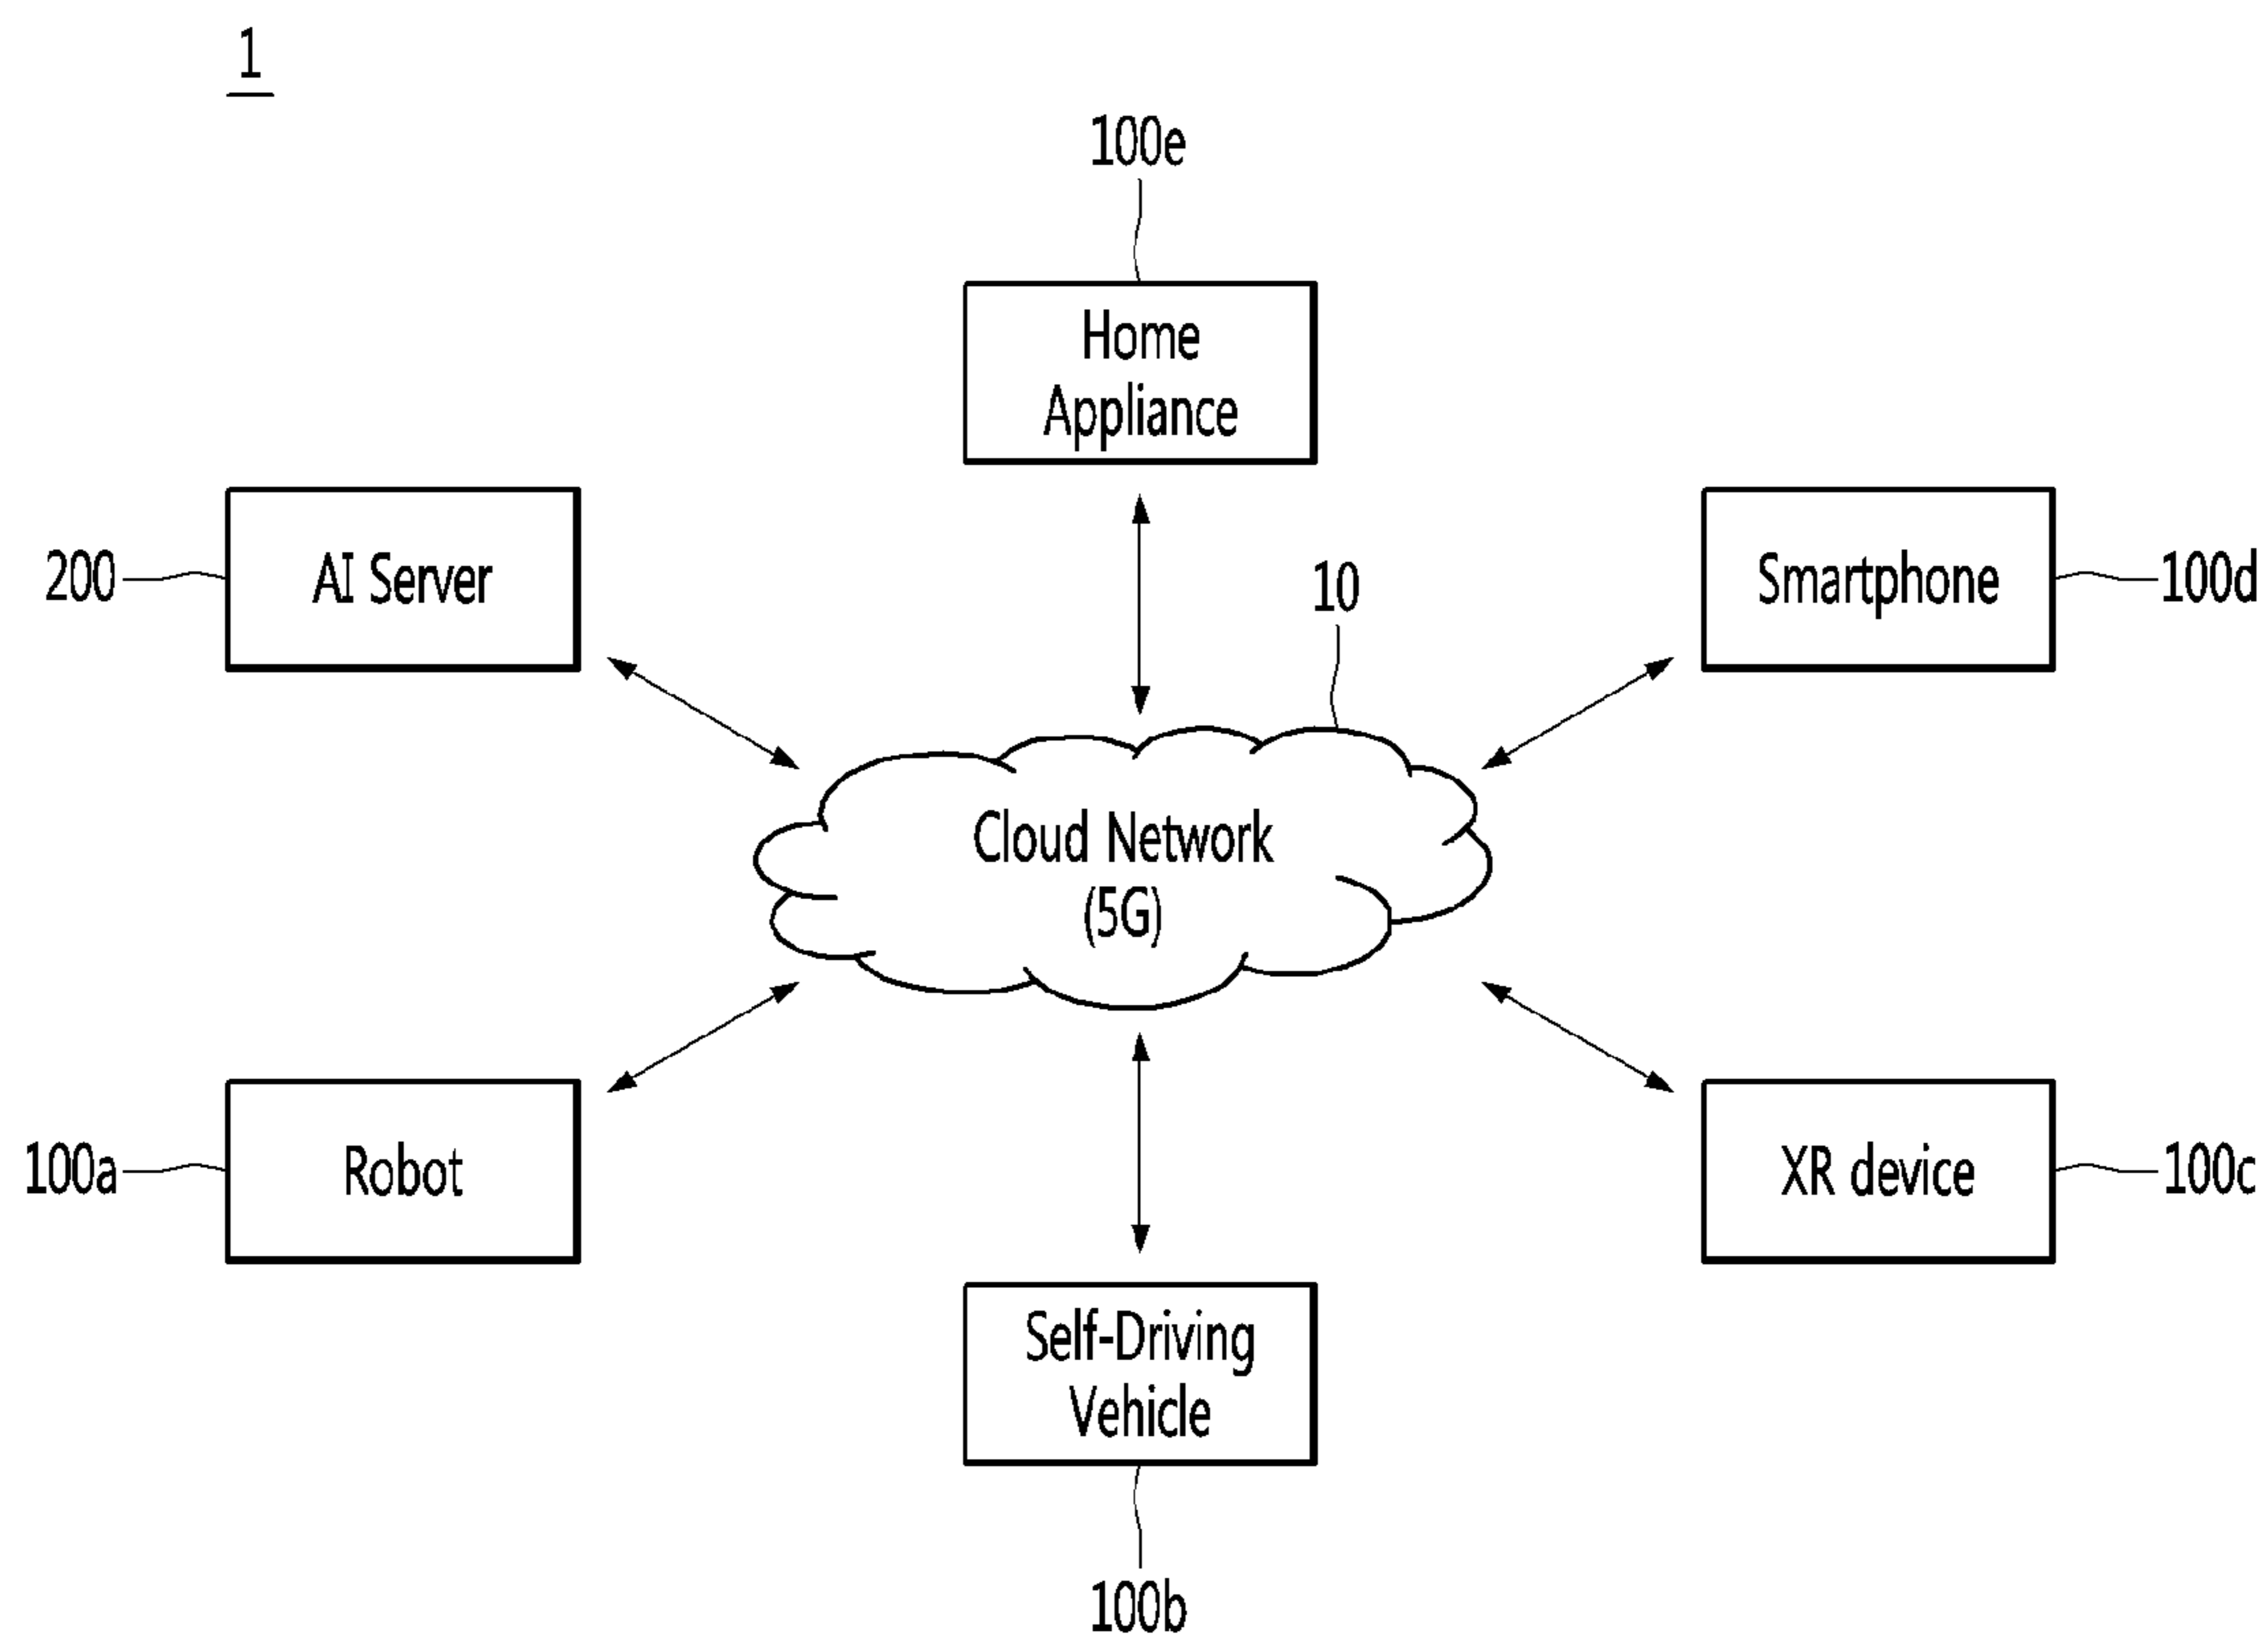 1
100e
Home
Appliance
200
AI Server
10
Smartphone
100d
Cloud Network
(5G)
100a
Robot
XR device
100c
Self-Driving
Vehicle
100b